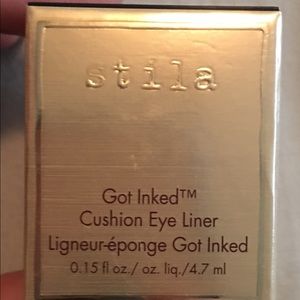 stila
Got Inked™
Cushion Eye Liner
Ligneur-éponge Got Inked
0.15 fl oz./ oz. liq./4.7 ml